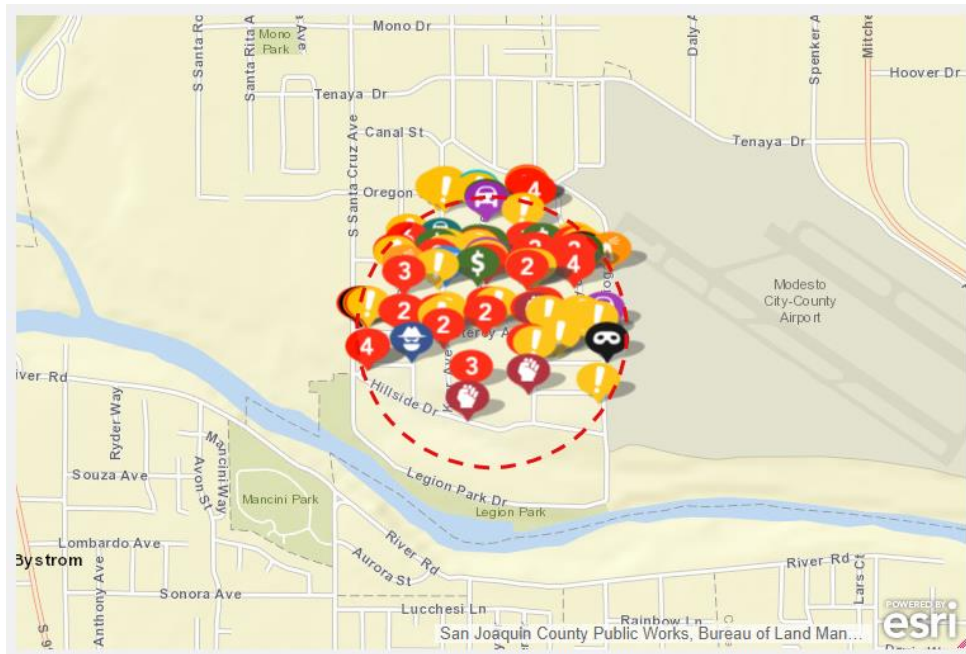 Mono Dr
Mono
Park
S Santa Rita A
Ave
Daly A
Spenker A
Mitche
Hoover Dr
Tenaya Dr
Tenaya Dr
Canal St
S Santa Cruz Ave
Oregon
4
3
2
2
4
$
2
2
2
4
3
Modesto
City-County
Airport
Hillside Dr
Legion Park Dr
Legion Park
River Rd
Ryder Way
Mancini Way
Avon St
Souza Ave
Mancini Park
Lombardo Ave
Bystrom
Anthony Ave
Sonora Ave
River Rd
Aurora St
River Rd
Lars Ct
Lucchesi Ln
Rainbow Ln
S 9
San Joaquin County Public Works, Bureau of Land Man...
POWERED BY
esri